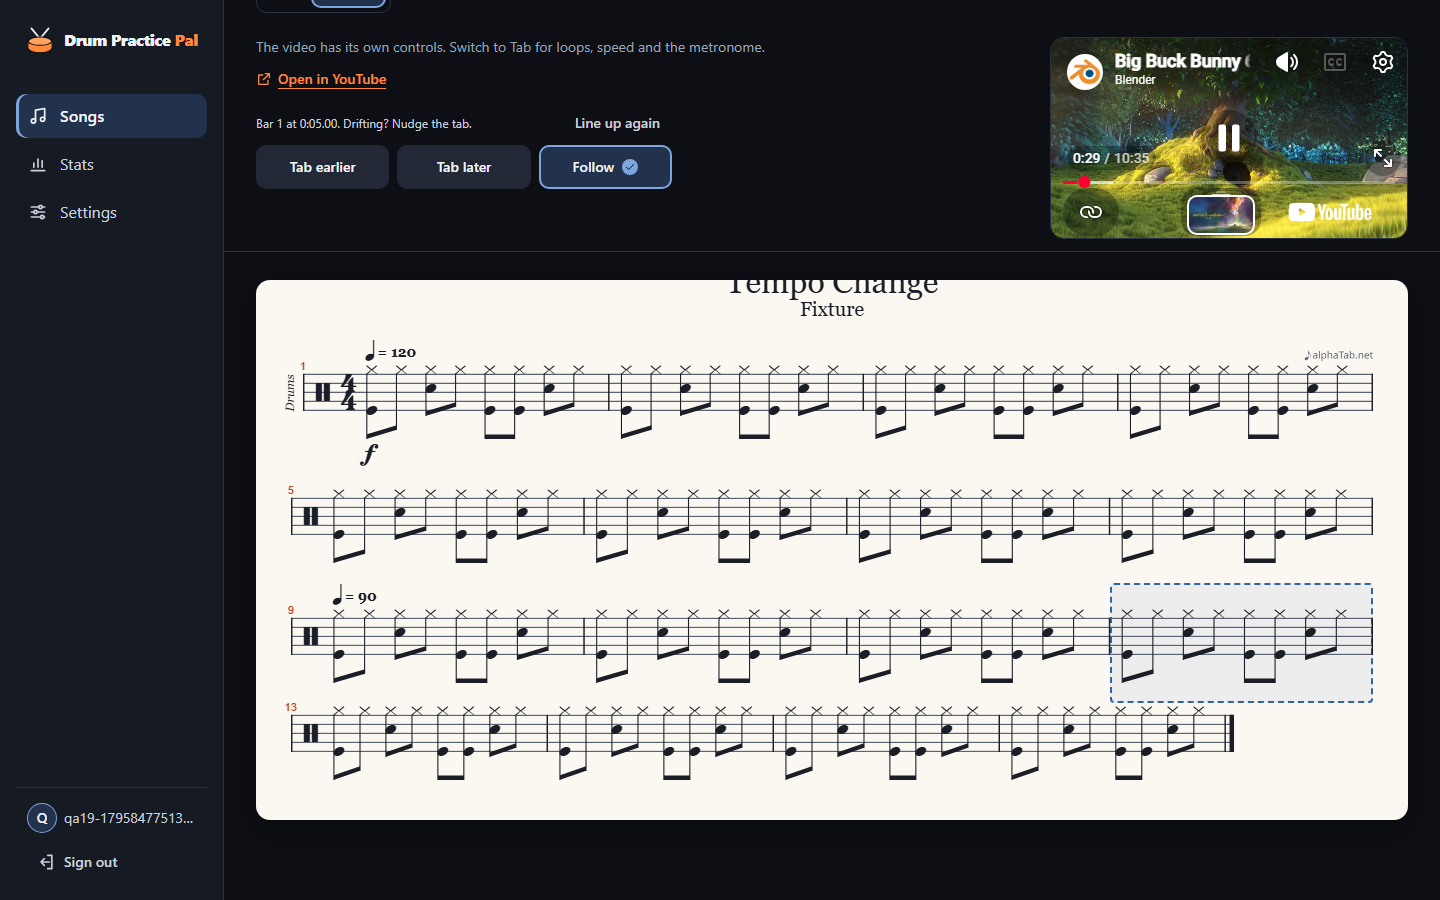 Drum Practice Pal
Songs
Stats
Settings
qa19-17958477513...
Sign out
The video has its own controls. Switch to Tab for loops, speed and the metronome.
Open in YouTube
Bar 1 at 0:05.00. Drifting? Nudge the tab.
Line up again
Tab earlier
Tab later
Follow
Big Buck Bunny
Blender
CC
0:29 / 10:35
YouTube
Tempo Change
Fixture
= 120
alphaTab.net
1
Drums
4
4
f
5
= 90
9
13
Q